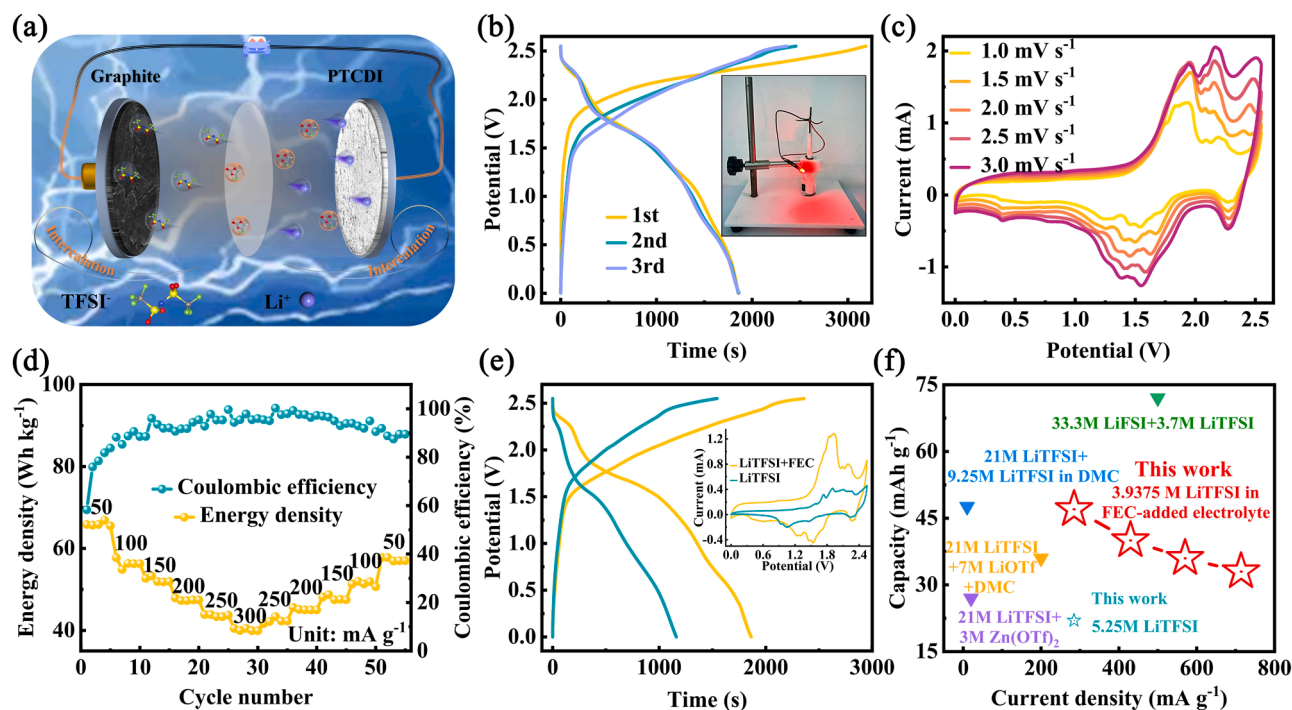 (a)
Graphite
PTCDI
Intercalation
Intercalation
TFSI-
Li+
(b)
Potential (V)
2.5
2.0
1.5
1.0
0.5
0.0
1st
2nd
3rd
0
1000
2000
3000
Time (s)
(c)
Current (mA)
2
1
0
-1
1.0 mV s-1
1.5 mV s-1
2.0 mV s-1
2.5 mV s-1
3.0 mV s-1
0.0
0.5
1.0
1.5
2.0
2.5
Potential (V)
(d)
Energy density (Wh kg-1)
100
80
60
40
Coulombic efficiency (%)
100
80
60
40
20
0
Coulombic efficiency
Energy density
50
100
150
200
250
300
250
200
150
100
50
Unit: mA g-1
0
10
20
30
40
50
Cycle number
(e)
Potential (V)
2.5
2.0
1.5
1.0
0.5
0.0
Current (mA)
1.2
0.8
0.4
0.0
-0.4
LiTFSI+FEC
LiTFSI
0.0
0.6
1.2
1.8
2.4
Potential (V)
0
1000
2000
3000
Time (s)
(f)
Capacity (mAh g-1)
75
60
45
30
15
33.3M LiFSI+3.7M LiTFSI
21M LiTFSI+
9.25M LiTFSI in DMC
This work
3.9375 M LiTFSI in
FEC-added electrolyte
21M LiTFSI
+7M LiOTf
+DMC
21M LiTFSI+
3M Zn(OTf)2
This work
5.25M LiTFSI
0
200
400
600
800
Current density (mA g-1)